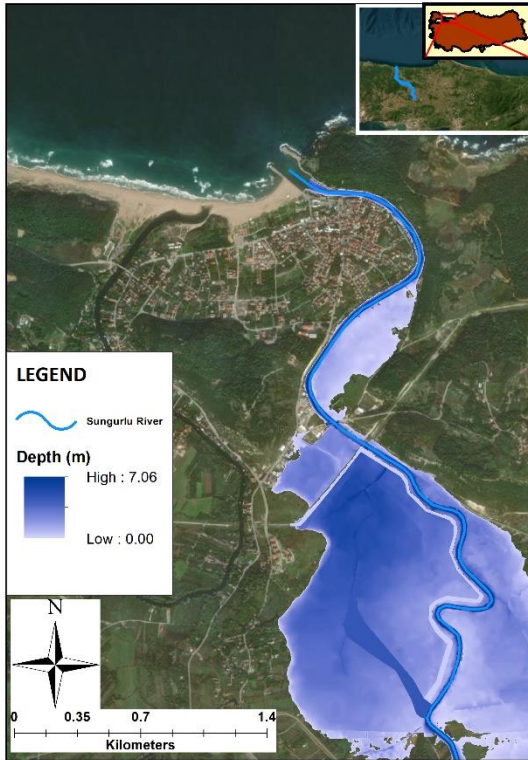 LEGEND
Sungurlu River
Depth (m)
High : 7.06
Low : 0.00
N
0 0.35 0.7 1.4
Kilometers